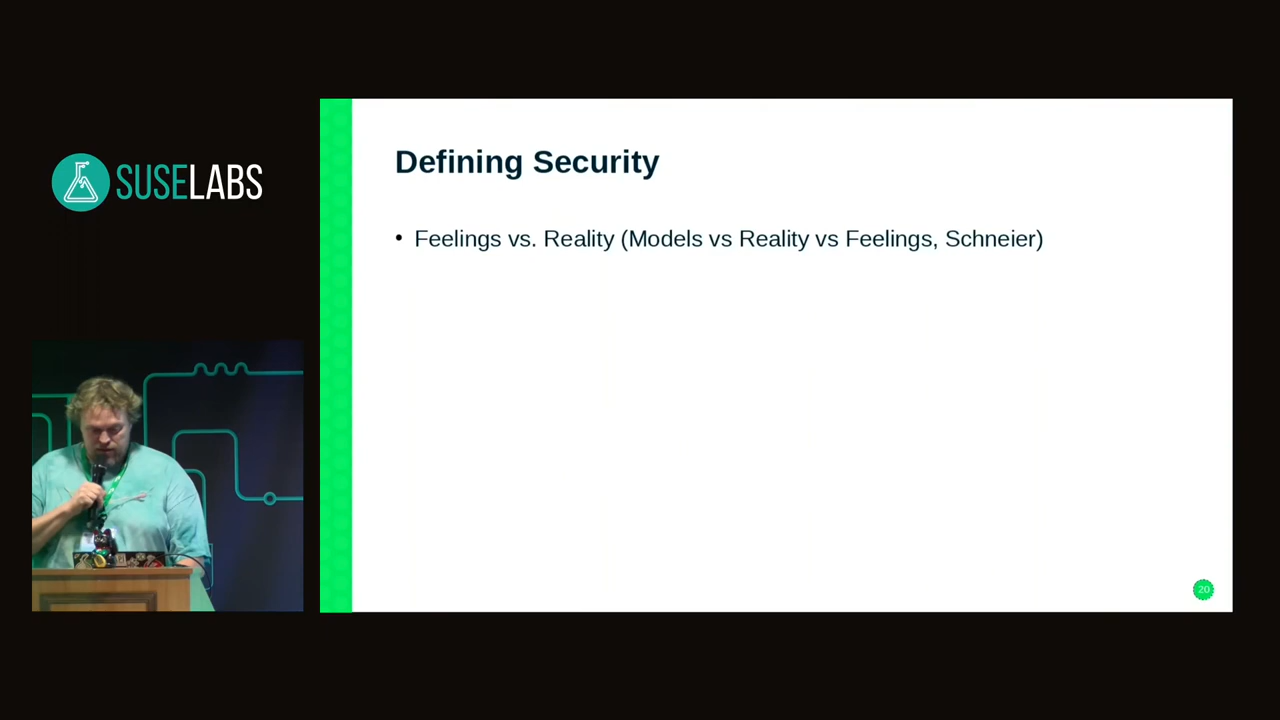 SUSELABS
Defining Security
• Feelings vs. Reality (Models vs Reality vs Feelings, Schneier)
20